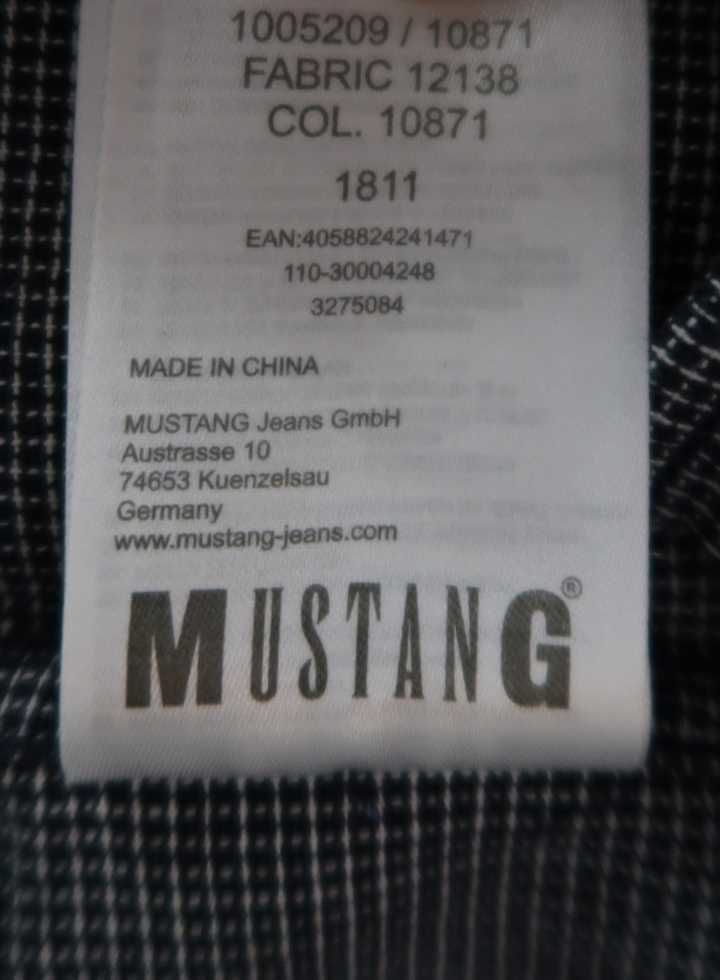 1005209 / 10871
FABRIC 12138
COL. 10871
1811
EAN:4058824241471
110-30004248
3275084
MADE IN CHINA
MUSTANG Jeans GmbH
Austrasse 10
74653 Kuenzelsau
Germany
www.mustang-jeans.com
MUSTANG®